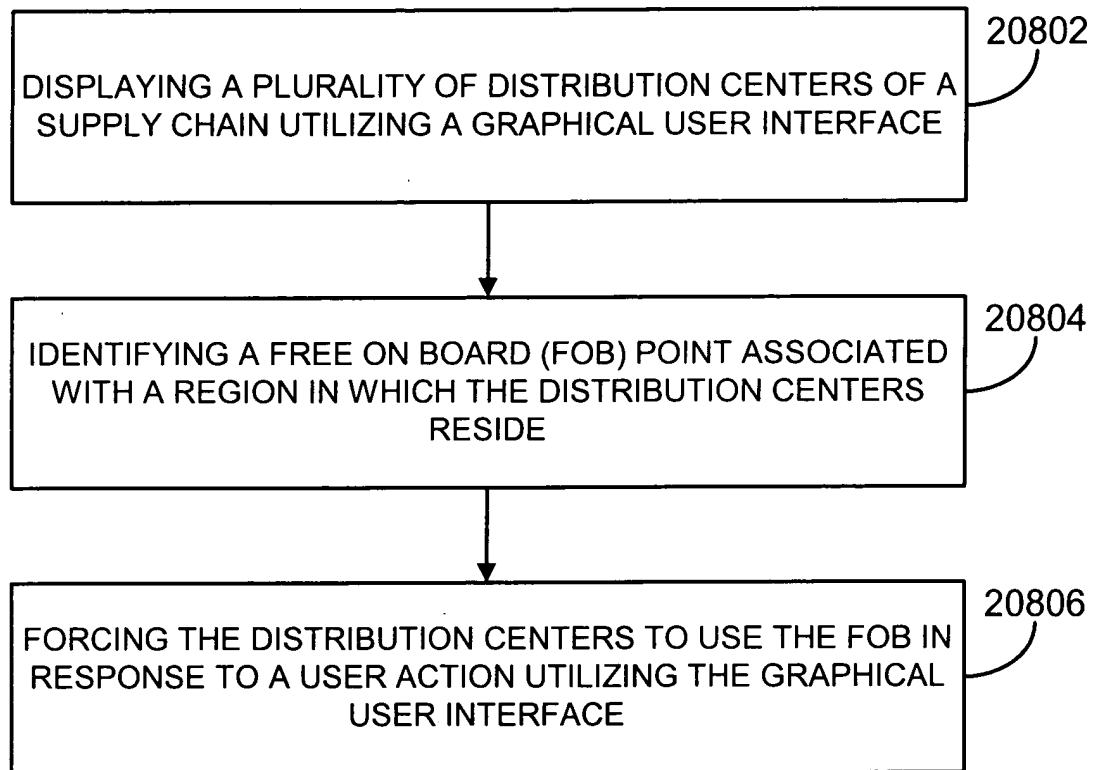 20802
DISPLAYING A PLURALITY OF DISTRIBUTION CENTERS OF A
SUPPLY CHAIN UTILIZING A GRAPHICAL USER INTERFACE
20804
IDENTIFYING A FREE ON BOARD (FOB) POINT ASSOCIATED
WITH A REGION IN WHICH THE DISTRIBUTION CENTERS
RESIDE
20806
FORCING THE DISTRIBUTION CENTERS TO USE THE FOB IN
RESPONSE TO A USER ACTION UTILIZING THE GRAPHICAL
USER INTERFACE